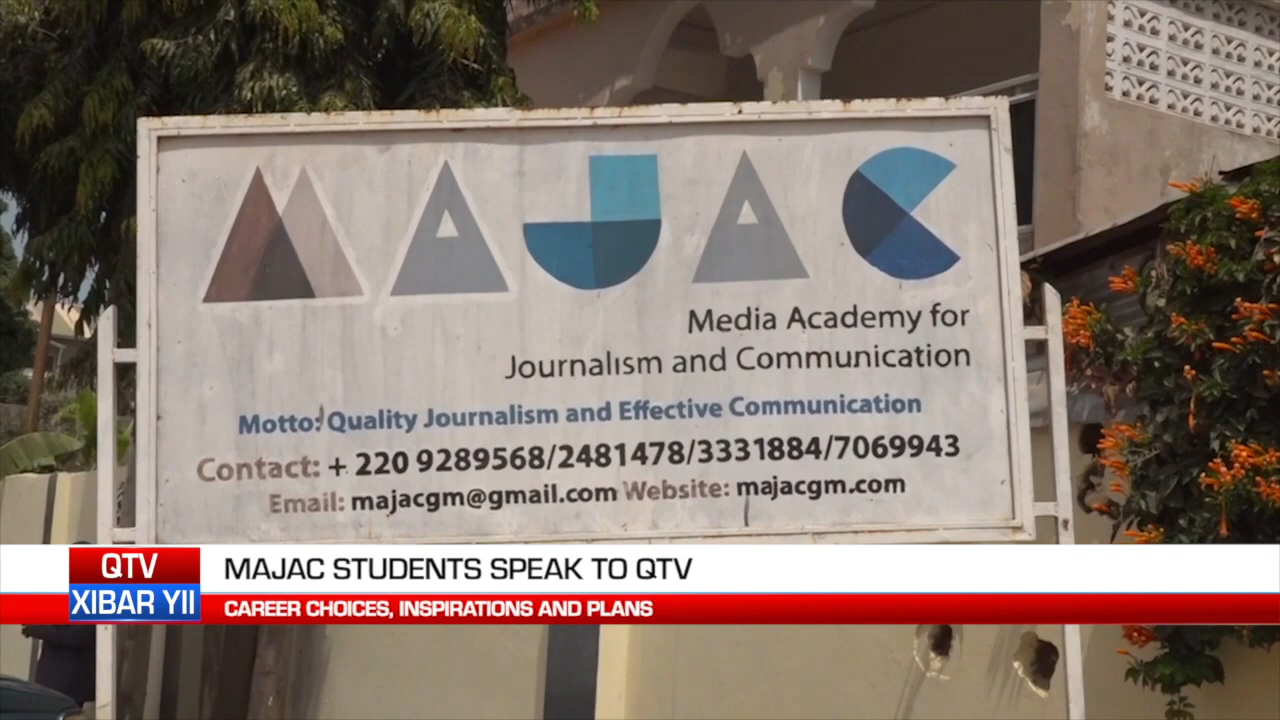 MAJAC
Media Academy for
Journalism and Communication
Motto: Quality Journalism and Effective Communication
Contact: + 220 9289568/2481478/3331884/7069943
Email: majacgm@gmail.com Website: majacgm.com
QTV
XIBAR YII
MAJAC STUDENTS SPEAK TO QTV
CAREER CHOICES, INSPIRATIONS AND PLANS